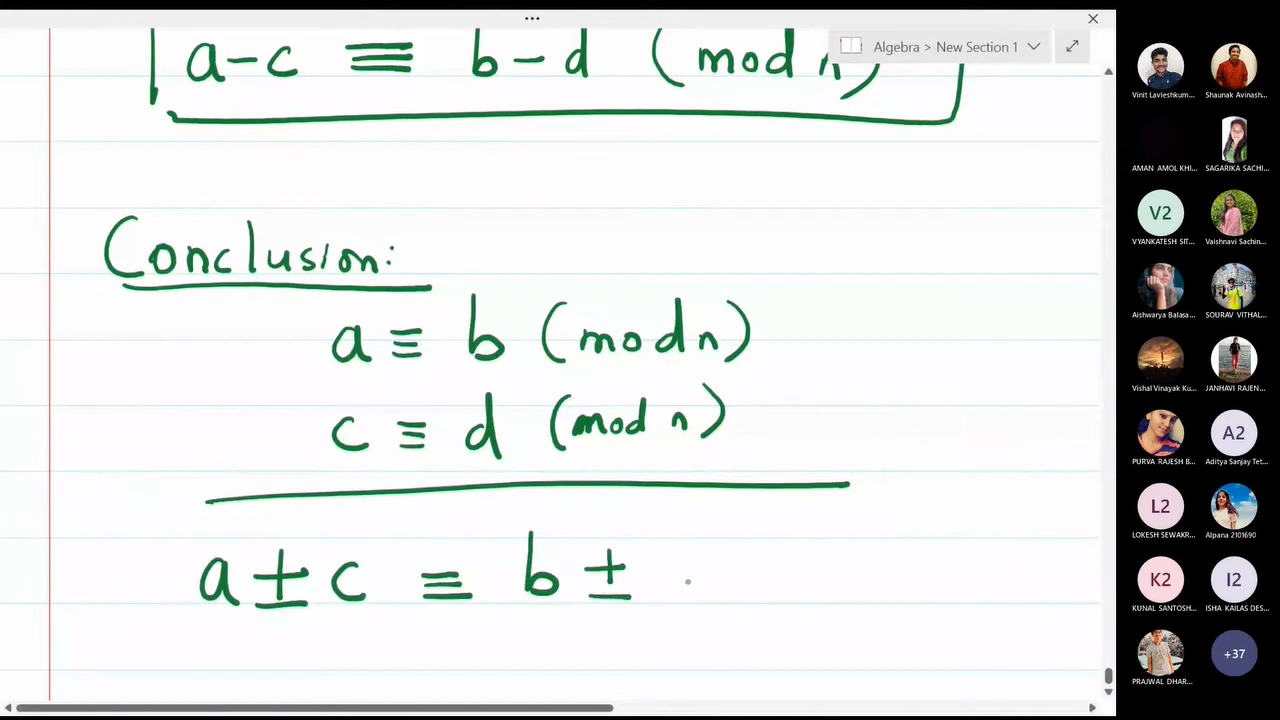 Algebra > New Section 1
a-c ≡ b-d (mod n)
Conclusion:
a ≡ b (mod n)
c ≡ d (mod n)
a ± c ≡ b ±
Vinit Lavleshkum...
Shaunak Avinash...
AMAN AMOL KHI...
SAGARIKA SACHI...
V2
VYANKATESH SIT...
Vaishnavi Sachin...
Aishwarya Balasa...
SOURAV VITHAL...
Vishal Vinayak Ku...
JANHAVI RAJEN...
PURVA RAJESH B...
A2
Aditya Sanjay Tet...
L2
LOKESH SEWAKR...
Alpana 2101690
K2
KUNAL SANTOSH...
I2
ISHA KAILAS DES...
PRAJWAL DHAR...
+37